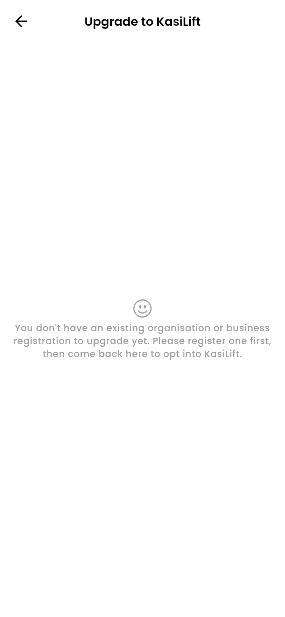 Upgrade to KasiLift
You don't have an existing organisation or business
registration to upgrade yet. Please register one first,
then come back here to opt into KasiLift.